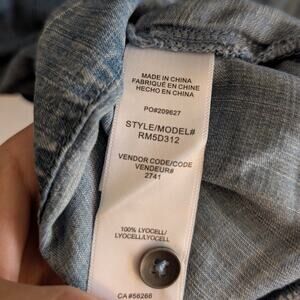 MADE IN CHINA
FABRIQUÉ EN CHINE
HECHO EN CHINA
PO#209627
STYLE/MODEL#
RM5D312
VENDOR CODE/CODE
VENDEUR#
2741
100% LYOCELL/
LYOCELL/LYOCELL
CA #56266